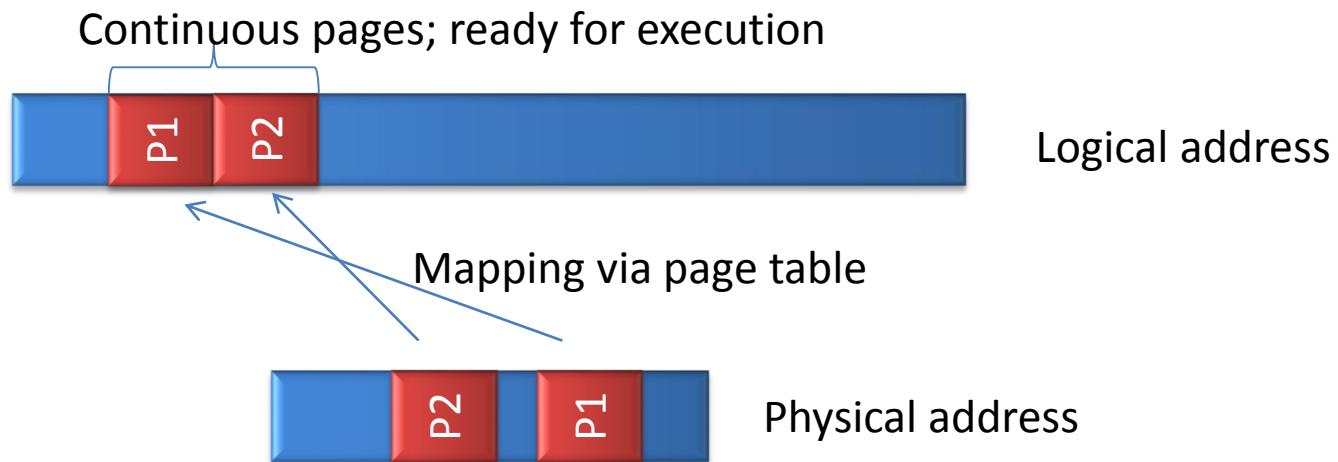 Continuous pages; ready for execution
P1
P2
Logical address
Mapping via page table
P2
P1
Physical address